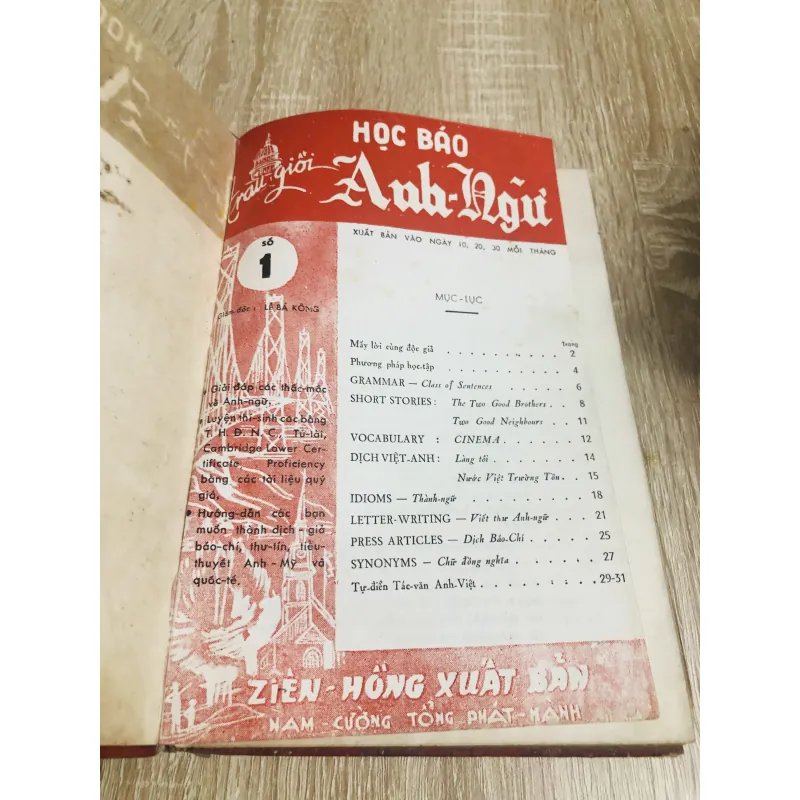 HỌC BÁO
trau giồi
Anh-Ngữ
XUẤT BẢN VÀO NGÀY 10, 20, 30 MỖI THÁNG
SỐ
1
Giám đốc : LÊ BÁ KÔNG
MỤC-LỤC
Trang
Mấy lời cùng độc giả . . . . . . . . . . 2
Phương pháp học-tập . . . . . . . . . 4
GRAMMAR — Class of Sentences . . . . . . 6
SHORT STORIES : The Two Good Brothers . . 8
Two Good Neighbours . . 11
VOCABULARY : CINEMA . . . . . . . 12
DỊCH VIỆT-ANH : Làng tôi . . . . . . . 14
Nước Việt Trường Tồn . . 15
IDIOMS — Thành-ngữ . . . . . . . . . 18
LETTER-WRITING — Viết thư Anh-ngữ . . . 21
PRESS ARTICLES — Dịch Báo-Chí . . . . . 25
SYNONYMS — Chữ đồng nghĩa . . . . . . 27
Tự-điển Tác-văn Anh-Việt . . . . . . . . 29-31
• Giải đáp các thắc-mắc
về Anh-ngữ.
• Luyện thi-sinh các bằng
T. H. Đ. N. C. Tú-tài,
Cambridge Lower Cer-
tificate Proficiency
bằng các tài liệu quý
giá.
• Hướng-dẫn các bạn
muốn thành dịch-giả
báo-chí, thư-tín, tiểu-
thuyết Anh-Mỹ và
quốc-tế.
ZIÊN-HỒNG XUẤT BẢN
NAM-CƯỜNG TỔNG PHÁT-HÀNH